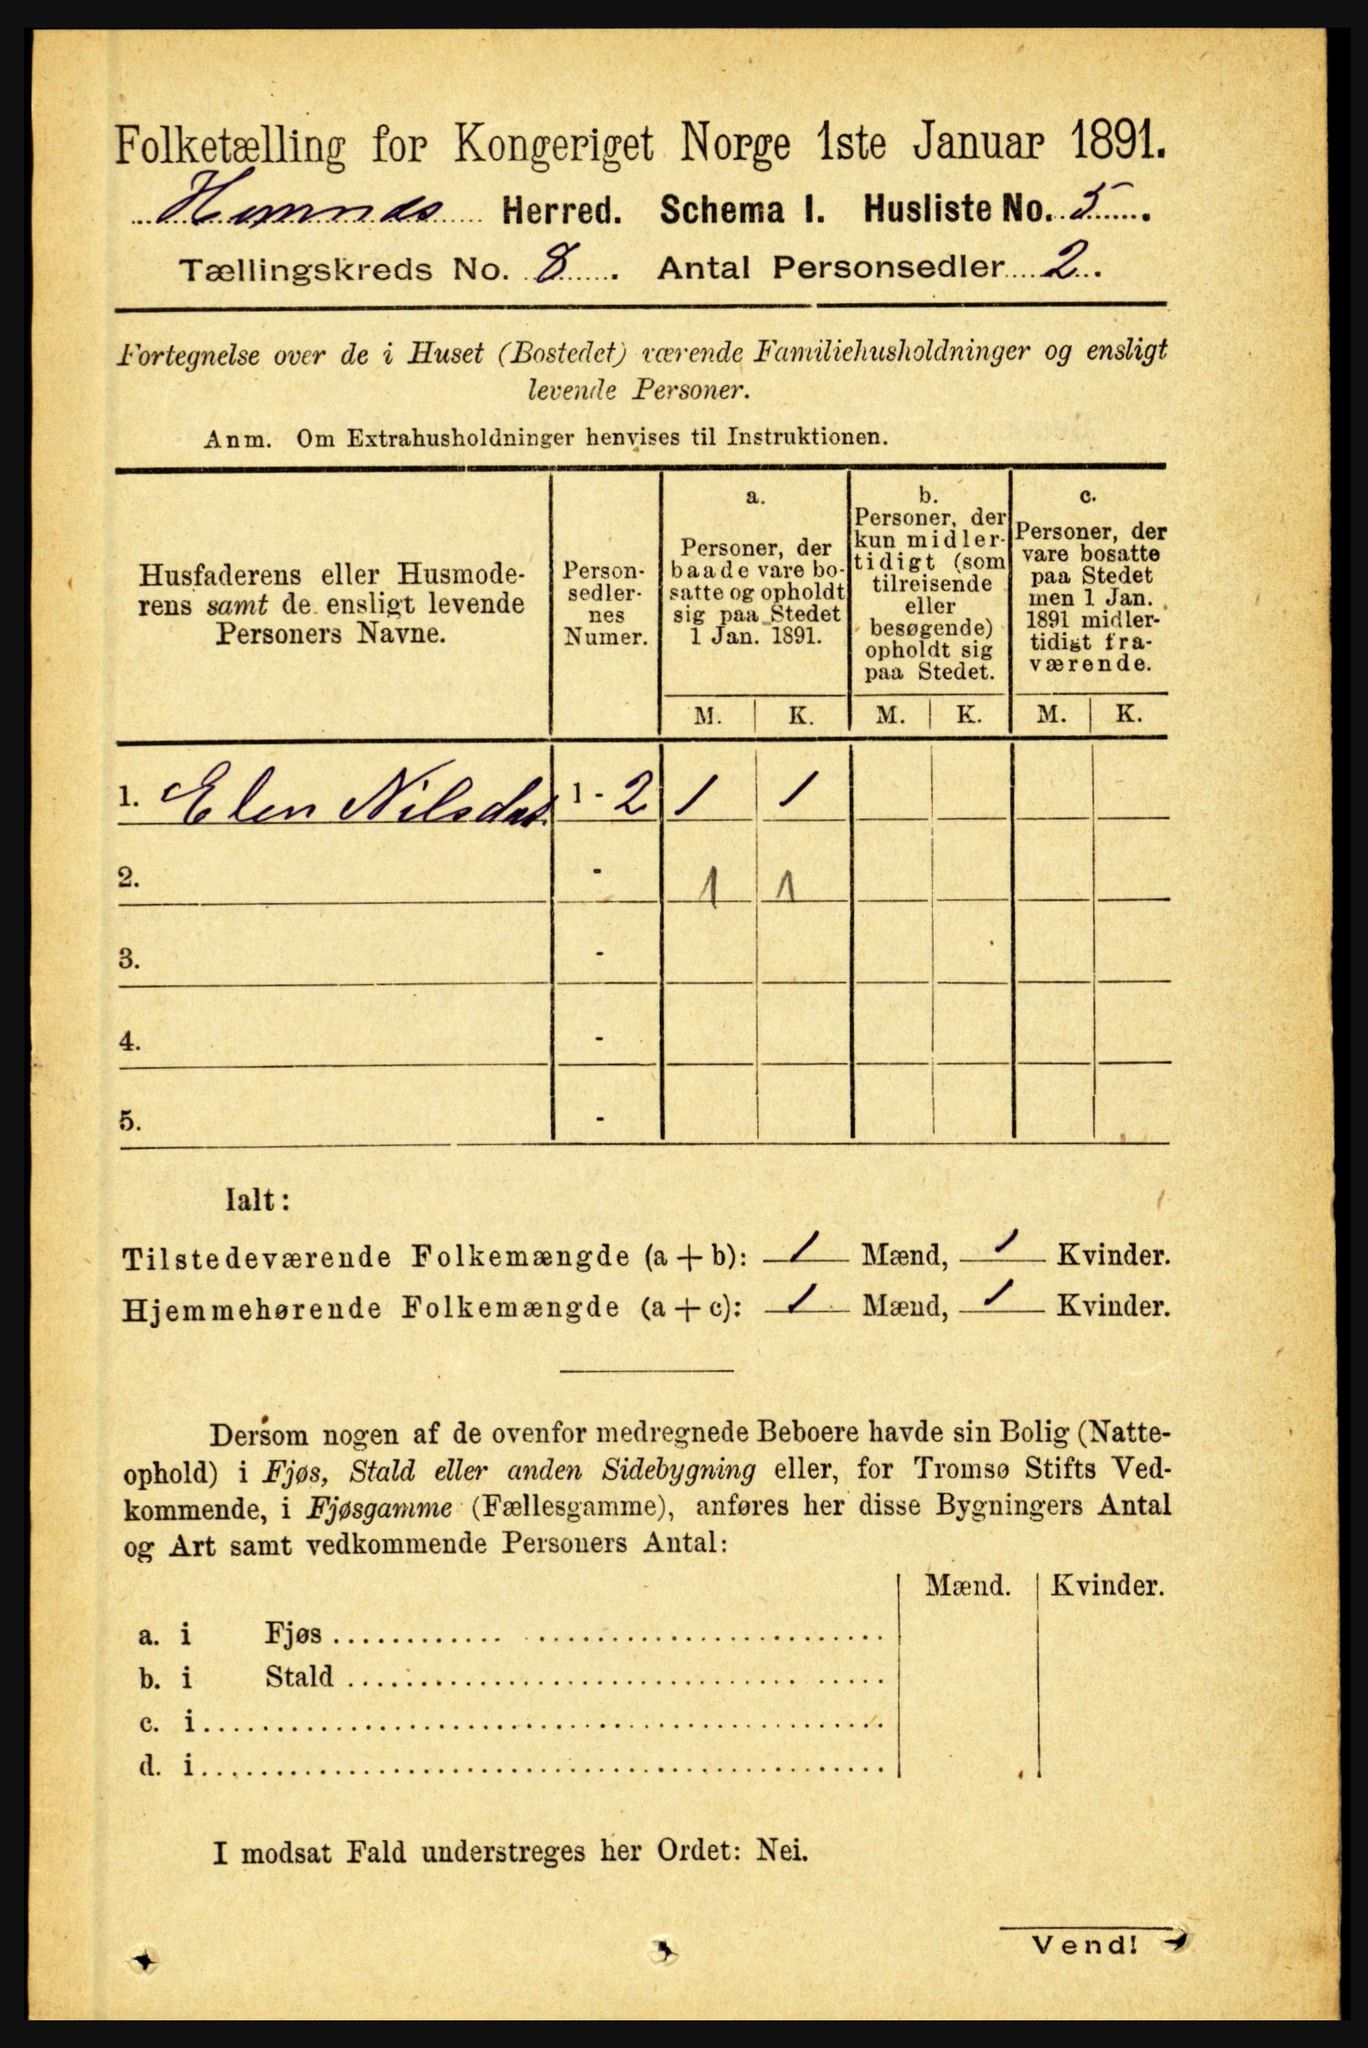 Folketælling for Kongeriget Norge 1ste Januar 1891.
Hemnes Herred. Schema I. Husliste No. 5.
Tællingskreds No. 8. Antal Personsedler 2.
Fortegnelse over de i Huset (Bostedet) værende Familiehusholdninger og ensligt
levende Personer.
Anm. Om Extrahusholdninger henvises til Instruktionen.
Husfaderens eller Husmode-
rens samt de ensligt levende
Personers Navne.
Person-
sedler-
nes
Numer.
a.
Personer, der
baade vare bo-
satte og opholdt
sig paa Stedet
1 Jan. 1891.
b.
Personer, der
kun midler-
tidigt (som
tilreisende
eller
besøgende)
opholdt sig
paa Stedet.
c.
Personer, der
vare bosatte
paa Stedet
men 1 Jan.
1891 midler-
tidigt fra-
værende.
M. K. M. K. M. K.
1. Elen Nilsdat. 1 - 2 1 1
2. - 1 1
3. -
4. -
5. -
Ialt:
Tilstedeværende Folkemængde (a + b): 1 Mænd, 1 Kvinder.
Hjemmehørende Folkemængde (a + c): 1 Mænd, 1 Kvinder.
Dersom nogen af de ovenfor medregnede Beboere havde sin Bolig (Natte-
ophold) i Fjøs, Stald eller anden Sidebygning eller, for Tromsø Stifts Ved-
kommende, i Fjøsgamme (Fællesgamme), anføres her disse Bygningers Antal
og Art samt vedkommende Personers Antal:
Mænd. Kvinder.
a. i Fjøs
b. i Stald
c. i
d. i
I modsat Fald understreges her Ordet: Nei.
Vend!